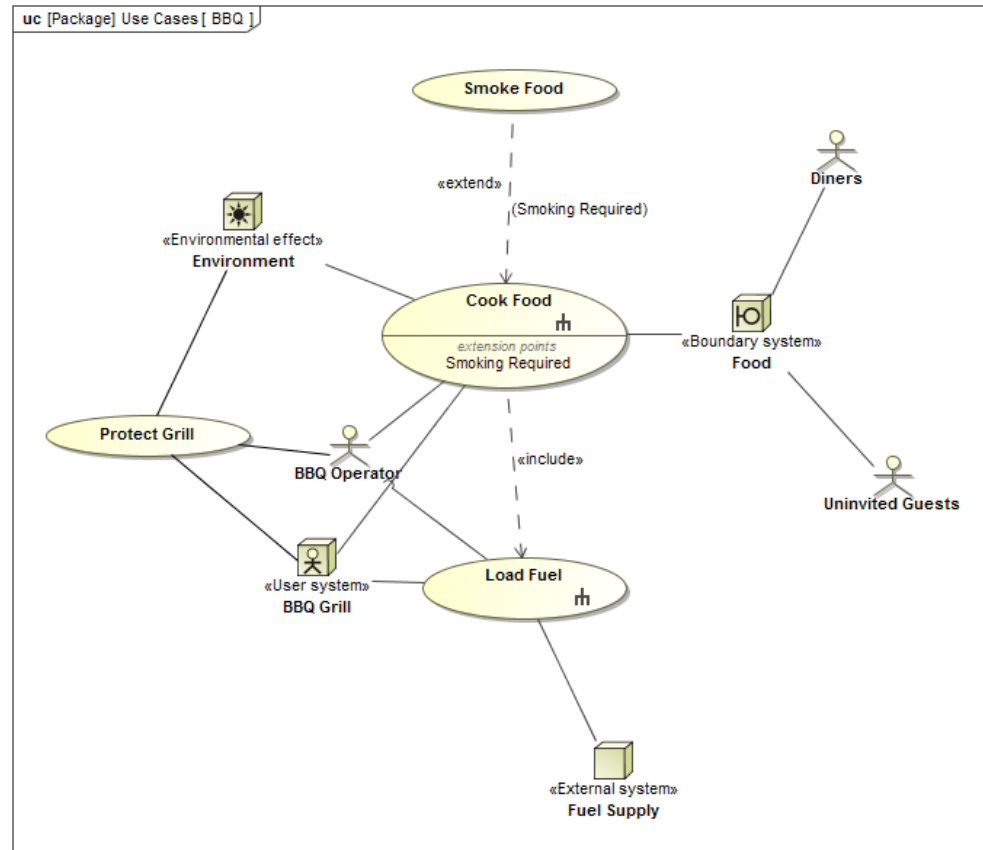 uc [Package] Use Cases [ BBQ ]
Smoke Food
«extend»
(Smoking Required)
Diners
«Environmental effect»
Environment
Cook Food
extension points
Smoking Required
«Boundary system»
Food
Protect Grill
BBQ Operator
«include»
Uninvited Guests
«User system»
BBQ Grill
Load Fuel
«External system»
Fuel Supply